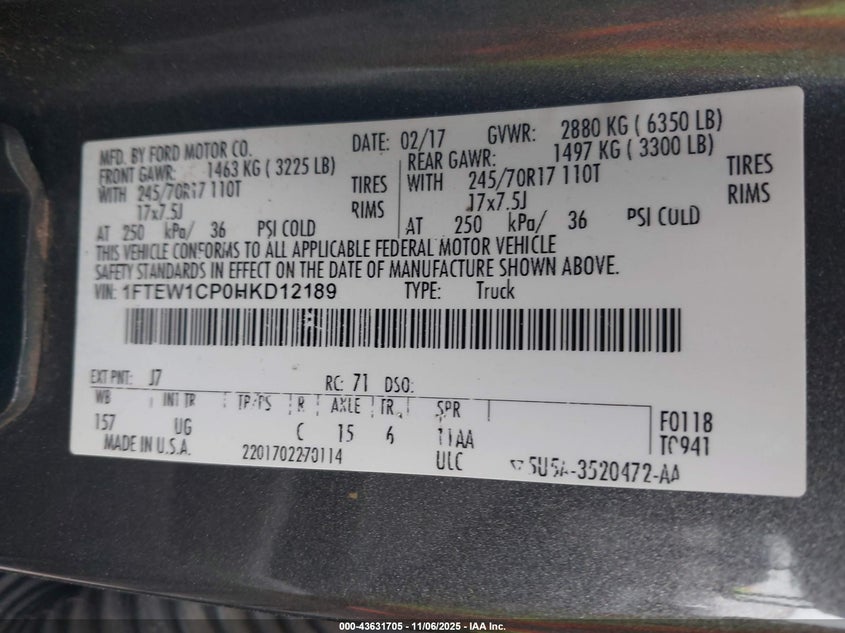 MFD. BY FORD MOTOR CO. DATE: 02/17 GVWR: 2880 KG ( 6350 LB)
FRONT GAWR: 1463 KG ( 3225 LB) REAR GAWR: 1497 KG ( 3300 LB)
WITH 245/70R17 110T TIRES WITH 245/70R17 110T TIRES
17x7.5J RIMS 17x7.5J RIMS
AT 250 kPa/ 36 PSI COLD AT 250 kPa/ 36 PSI COLD
THIS VEHICLE CONFORMS TO ALL APPLICABLE FEDERAL MOTOR VEHICLE
SAFETY STANDARDS IN EFFECT ON THE DATE OF MANUFACTURE SHOWN ABOVE.
VIN: 1FTEW1CP0HKD12189 TYPE: Truck
EXT PNT: J7 RC: 71 DSO:
WB INT TR TP/PS R AXLE TR SPR F0118
157 UG C 15 6 11AA T0941
MADE IN U.S.A. 2201702270114 ULC 5U5A-3520472-AA
000-43631705 - 11/06/2025 - IAA Inc.